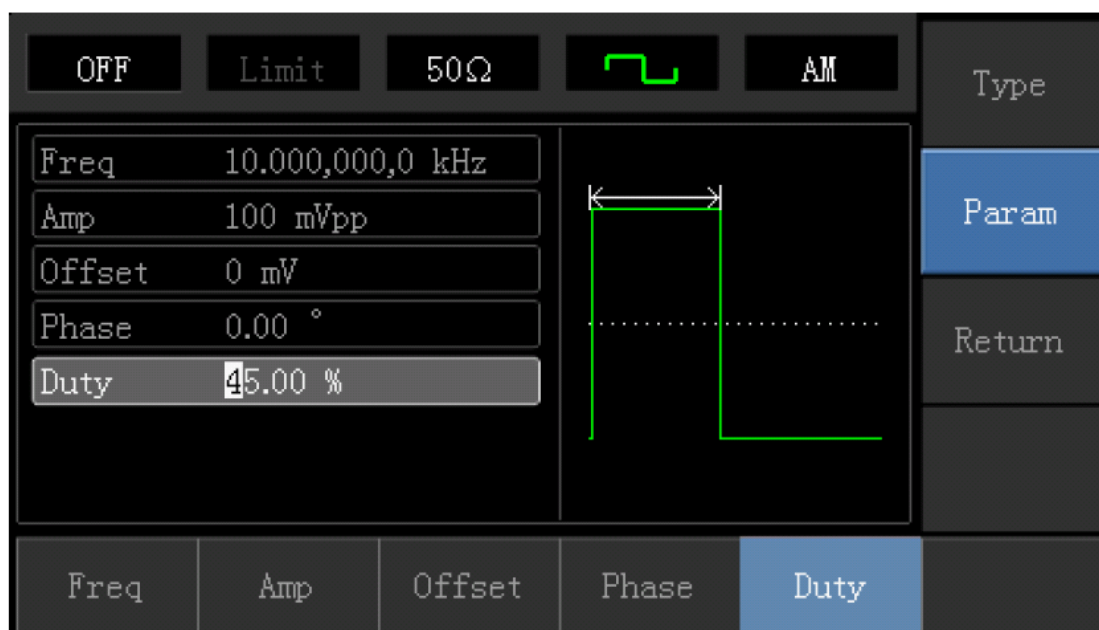 OFF Limit 50Ω AM
Type
Freq 10.000,000,0 kHz
Amp 100 mVpp
Offset 0 mV
Phase 0.00 °
Duty 45.00 %
Param
Return
Freq Amp Offset Phase Duty